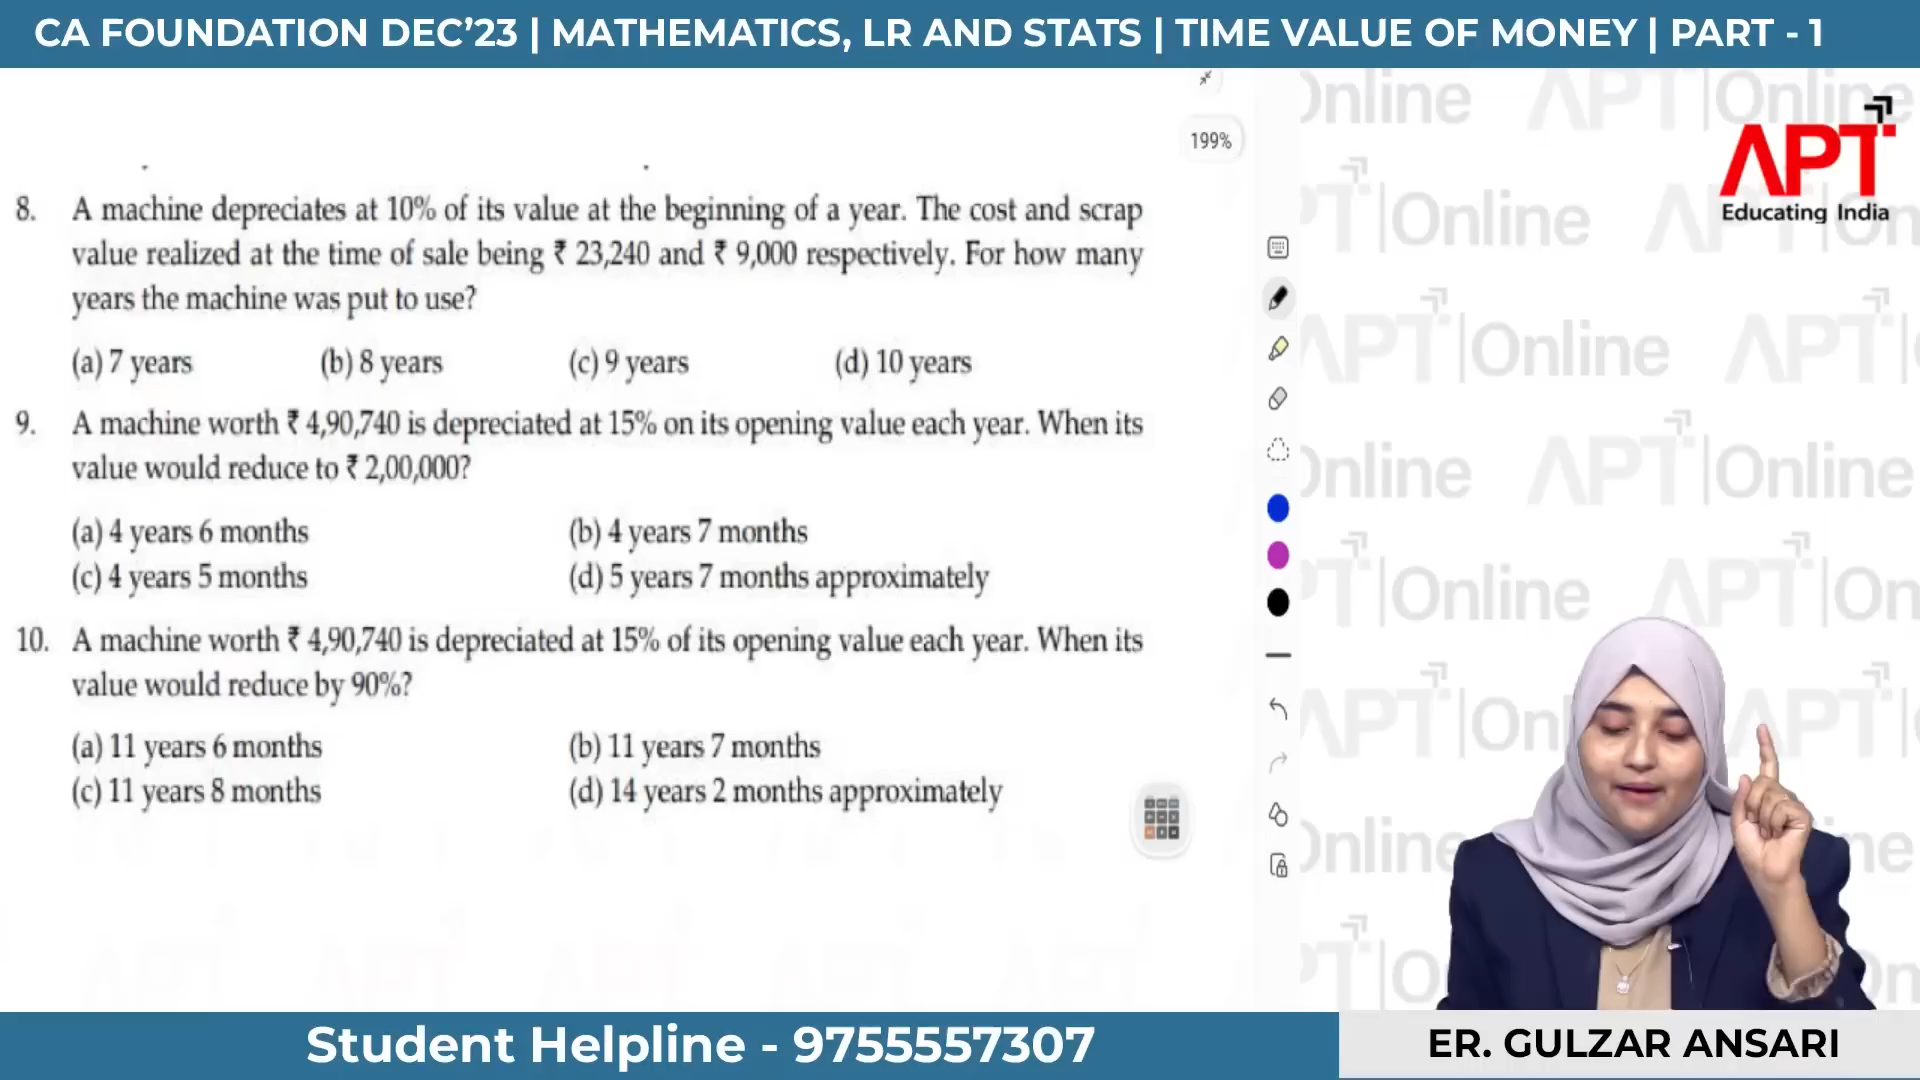 CA FOUNDATION DEC’23 | MATHEMATICS, LR AND STATS | TIME VALUE OF MONEY | PART - 1
199%
APT
Educating India
8. A machine depreciates at 10% of its value at the beginning of a year. The cost and scrap
value realized at the time of sale being ₹ 23,240 and ₹ 9,000 respectively. For how many
years the machine was put to use?
(a) 7 years (b) 8 years (c) 9 years (d) 10 years
9. A machine worth ₹ 4,90,740 is depreciated at 15% on its opening value each year. When its
value would reduce to ₹ 2,00,000?
(a) 4 years 6 months (b) 4 years 7 months
(c) 4 years 5 months (d) 5 years 7 months approximately
10. A machine worth ₹ 4,90,740 is depreciated at 15% of its opening value each year. When its
value would reduce by 90%?
(a) 11 years 6 months (b) 11 years 7 months
(c) 11 years 8 months (d) 14 years 2 months approximately
APT|Online
Student Helpline - 9755557307
ER. GULZAR ANSARI